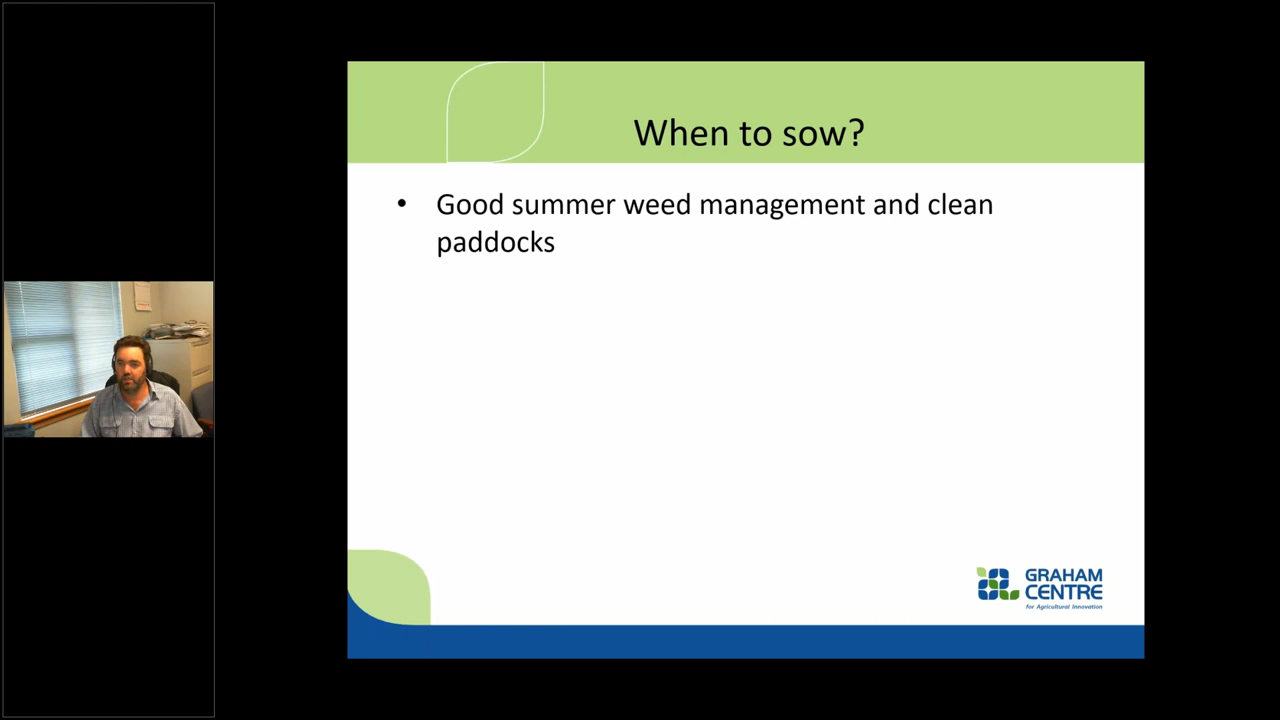 When to sow?
• Good summer weed management and clean
paddocks
GRAHAM
CENTRE
for Agricultural Innovation